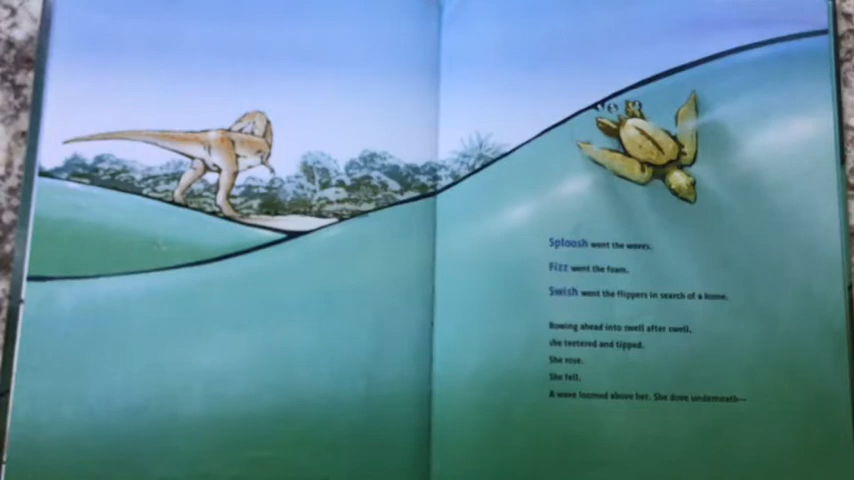 Sploosh went the waves.
Fizz went the foam.
Swish went the flippers in search of a home.
Rowing ahead into swell after swell,
she teetered and tipped.
She rose.
She fell.
A wave loomed above her. She dove underneath—